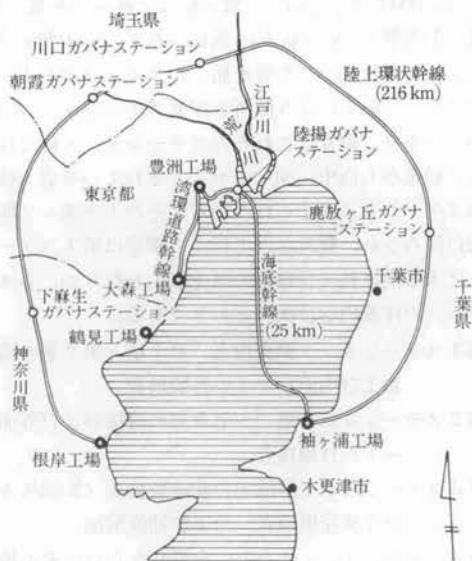 埼玉県
川口ガバナステーション
朝霞ガバナステーション
陸上環状幹線
(216km)
江戸川
荒川
陸揚ガバナ
ステーション
豊洲工場
東京都
湾環道路幹線
鹿放ヶ丘ガバナ
ステーション
海底幹線
(25km)
大森工場
千葉市
千葉県
下麻生
ガバナステーション
鶴見工場
神奈川県
袖ヶ浦工場
根岸工場
木更津市
N